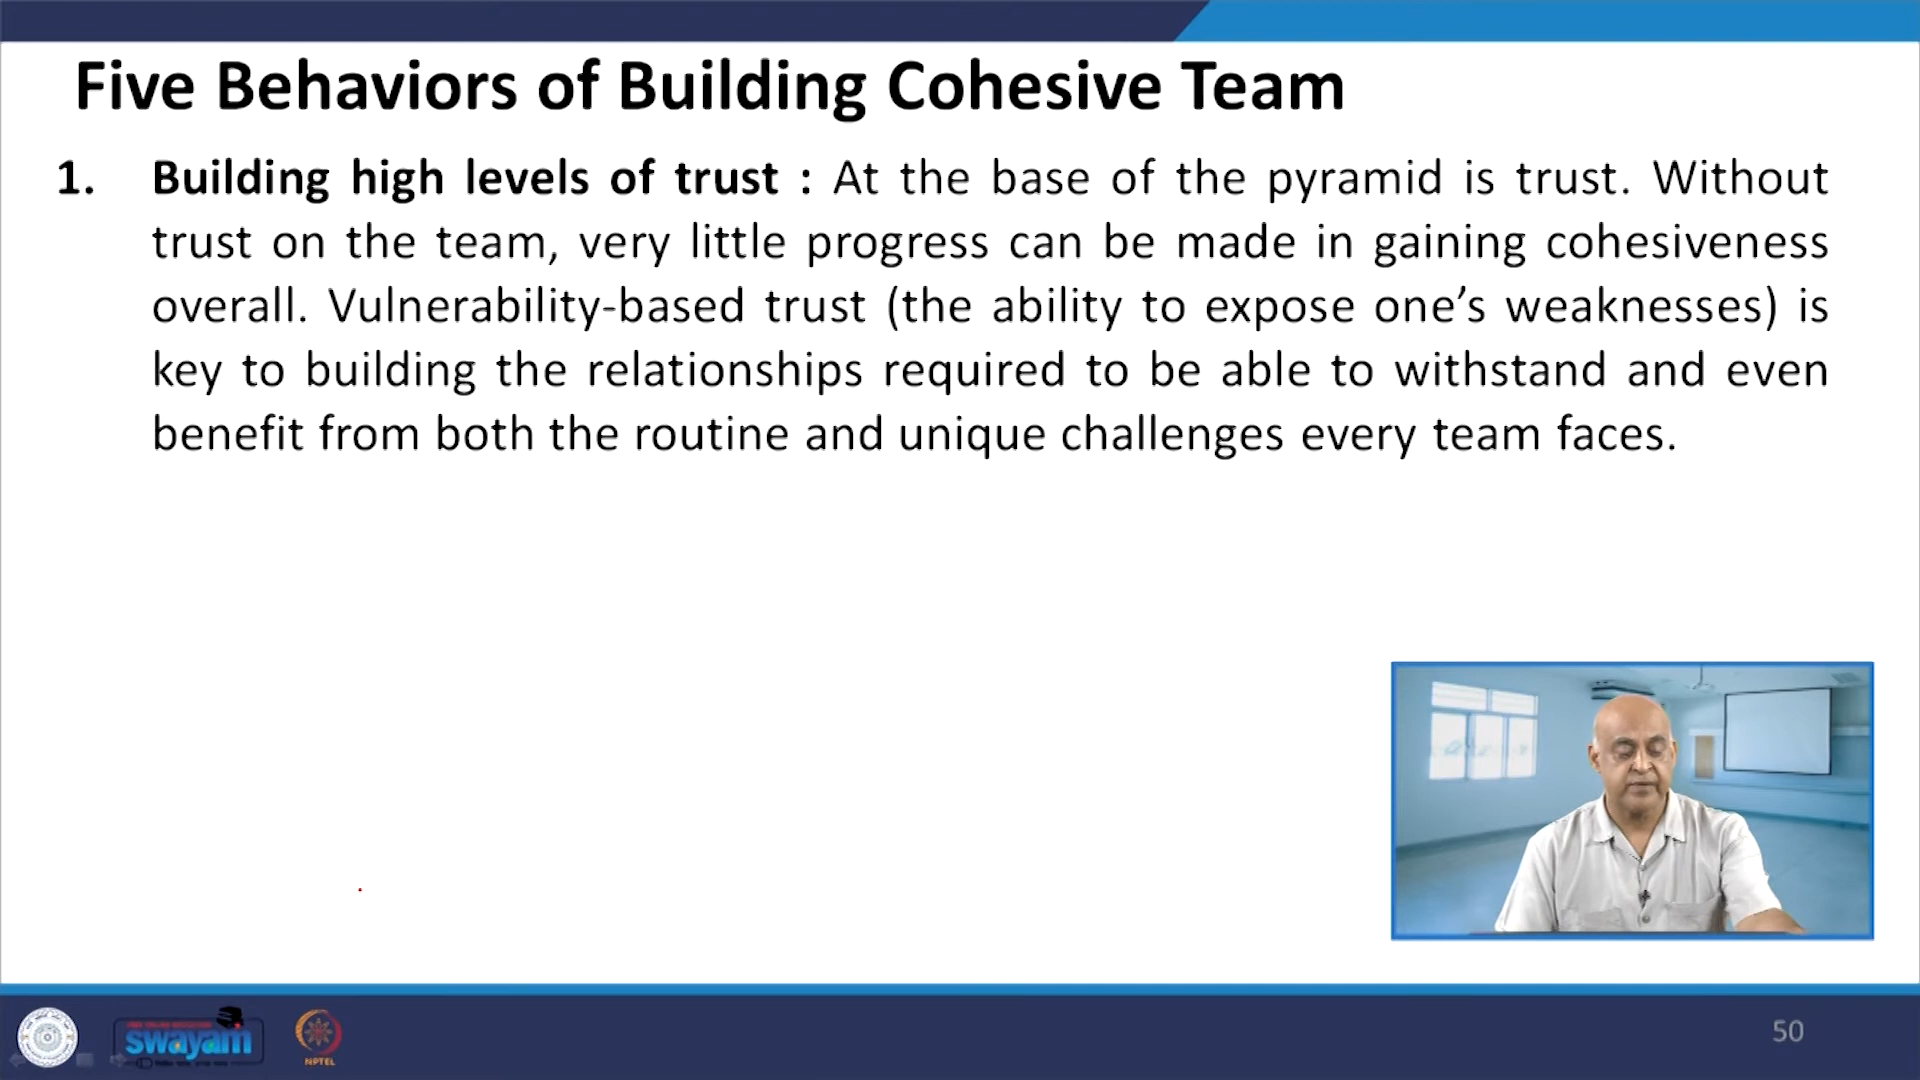 Five Behaviors of Building Cohesive Team
1. Building high levels of trust : At the base of the pyramid is trust. Without
trust on the team, very little progress can be made in gaining cohesiveness
overall. Vulnerability-based trust (the ability to expose one’s weaknesses) is
key to building the relationships required to be able to withstand and even
benefit from both the routine and unique challenges every team faces.
swayam
NPTEL
50